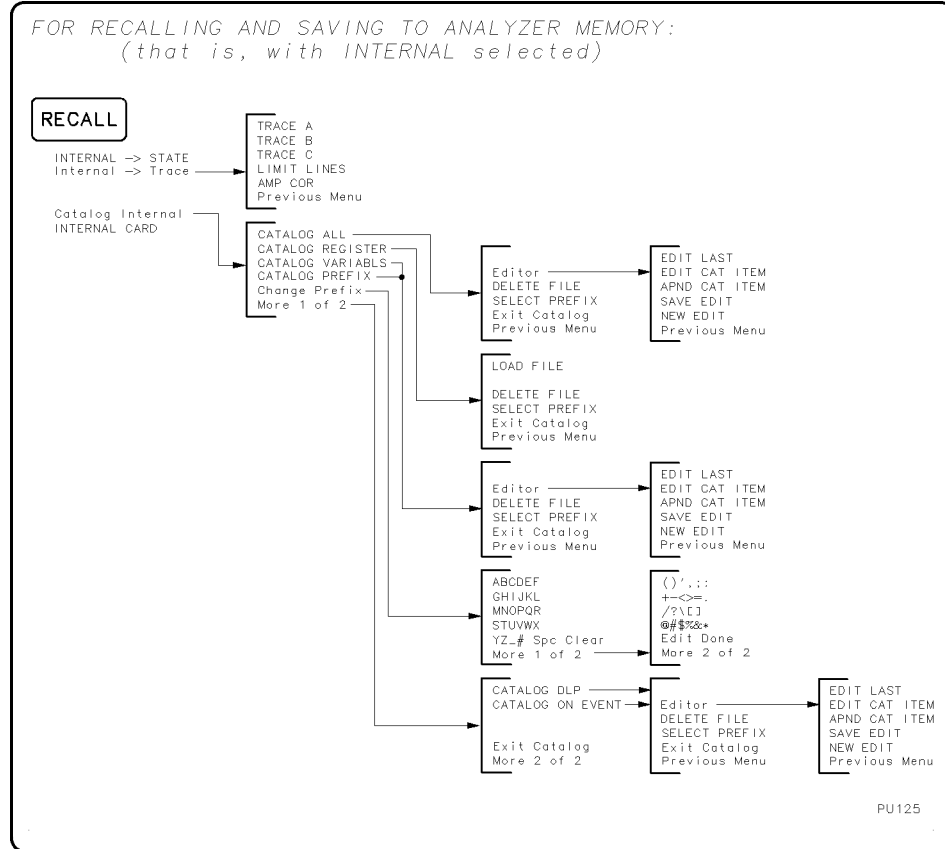 FOR RECALLING AND SAVING TO ANALYZER MEMORY:
(that is, with INTERNAL selected)
RECALL
INTERNAL —> STATE
Internal —> Trace
TRACE A
TRACE B
TRACE C
LIMIT LINES
AMP COR
Previous Menu
Catalog Internal
INTERNAL CARD
CATALOG ALL
CATALOG REGISTER
CATALOG VARIABLS
CATALOG PREFIX
Change Prefix
More 1 of 2
Editor
DELETE FILE
SELECT PREFIX
Exit Catalog
Previous Menu
EDIT LAST
EDIT CAT ITEM
APND CAT ITEM
SAVE EDIT
NEW EDIT
Previous Menu
LOAD FILE
DELETE FILE
SELECT PREFIX
Exit Catalog
Previous Menu
Editor
DELETE FILE
SELECT PREFIX
Exit Catalog
Previous Menu
EDIT LAST
EDIT CAT ITEM
APND CAT ITEM
SAVE EDIT
NEW EDIT
Previous Menu
ABCDEF
GHIJKL
MNOPQR
STUVWX
YZ_# Spc Clear
More 1 of 2
()',;:
+-<>=.
/?\[]
@#$%&*
Edit Done
More 2 of 2
CATALOG DLP
CATALOG ON EVENT
Exit Catalog
More 2 of 2
Editor
DELETE FILE
SELECT PREFIX
Exit Catalog
Previous Menu
EDIT LAST
EDIT CAT ITEM
APND CAT ITEM
SAVE EDIT
NEW EDIT
Previous Menu
PU125